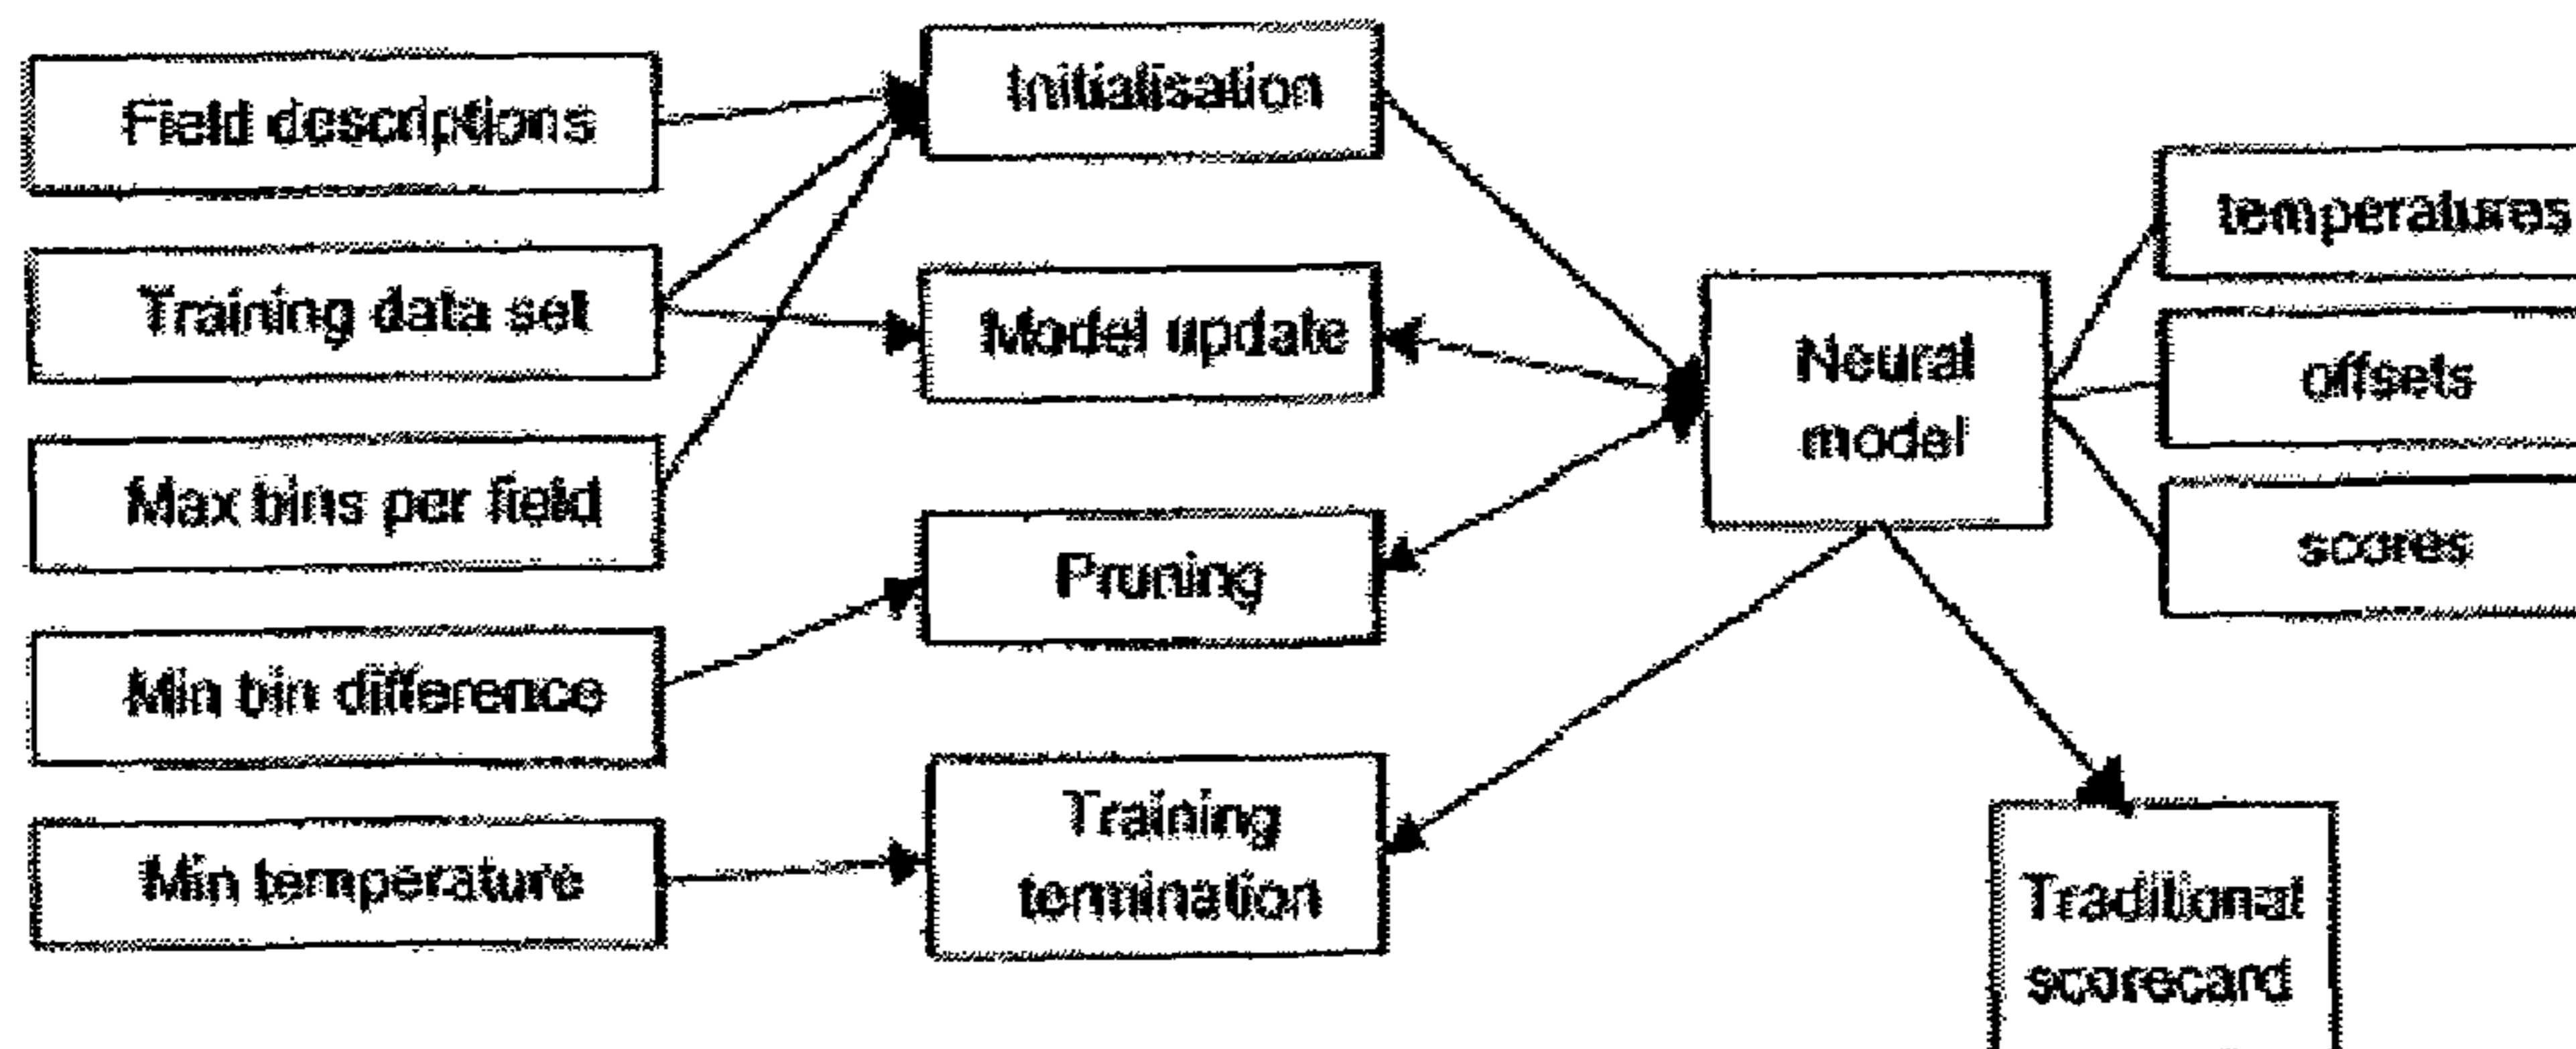 Field descriptions
Training data set
Max bins per field
Min bin difference
Min temperature
Initialisation
Model update
Pruning
Training
termination
Neural
model
temperatures
offsets
scores
Traditional
scorecard